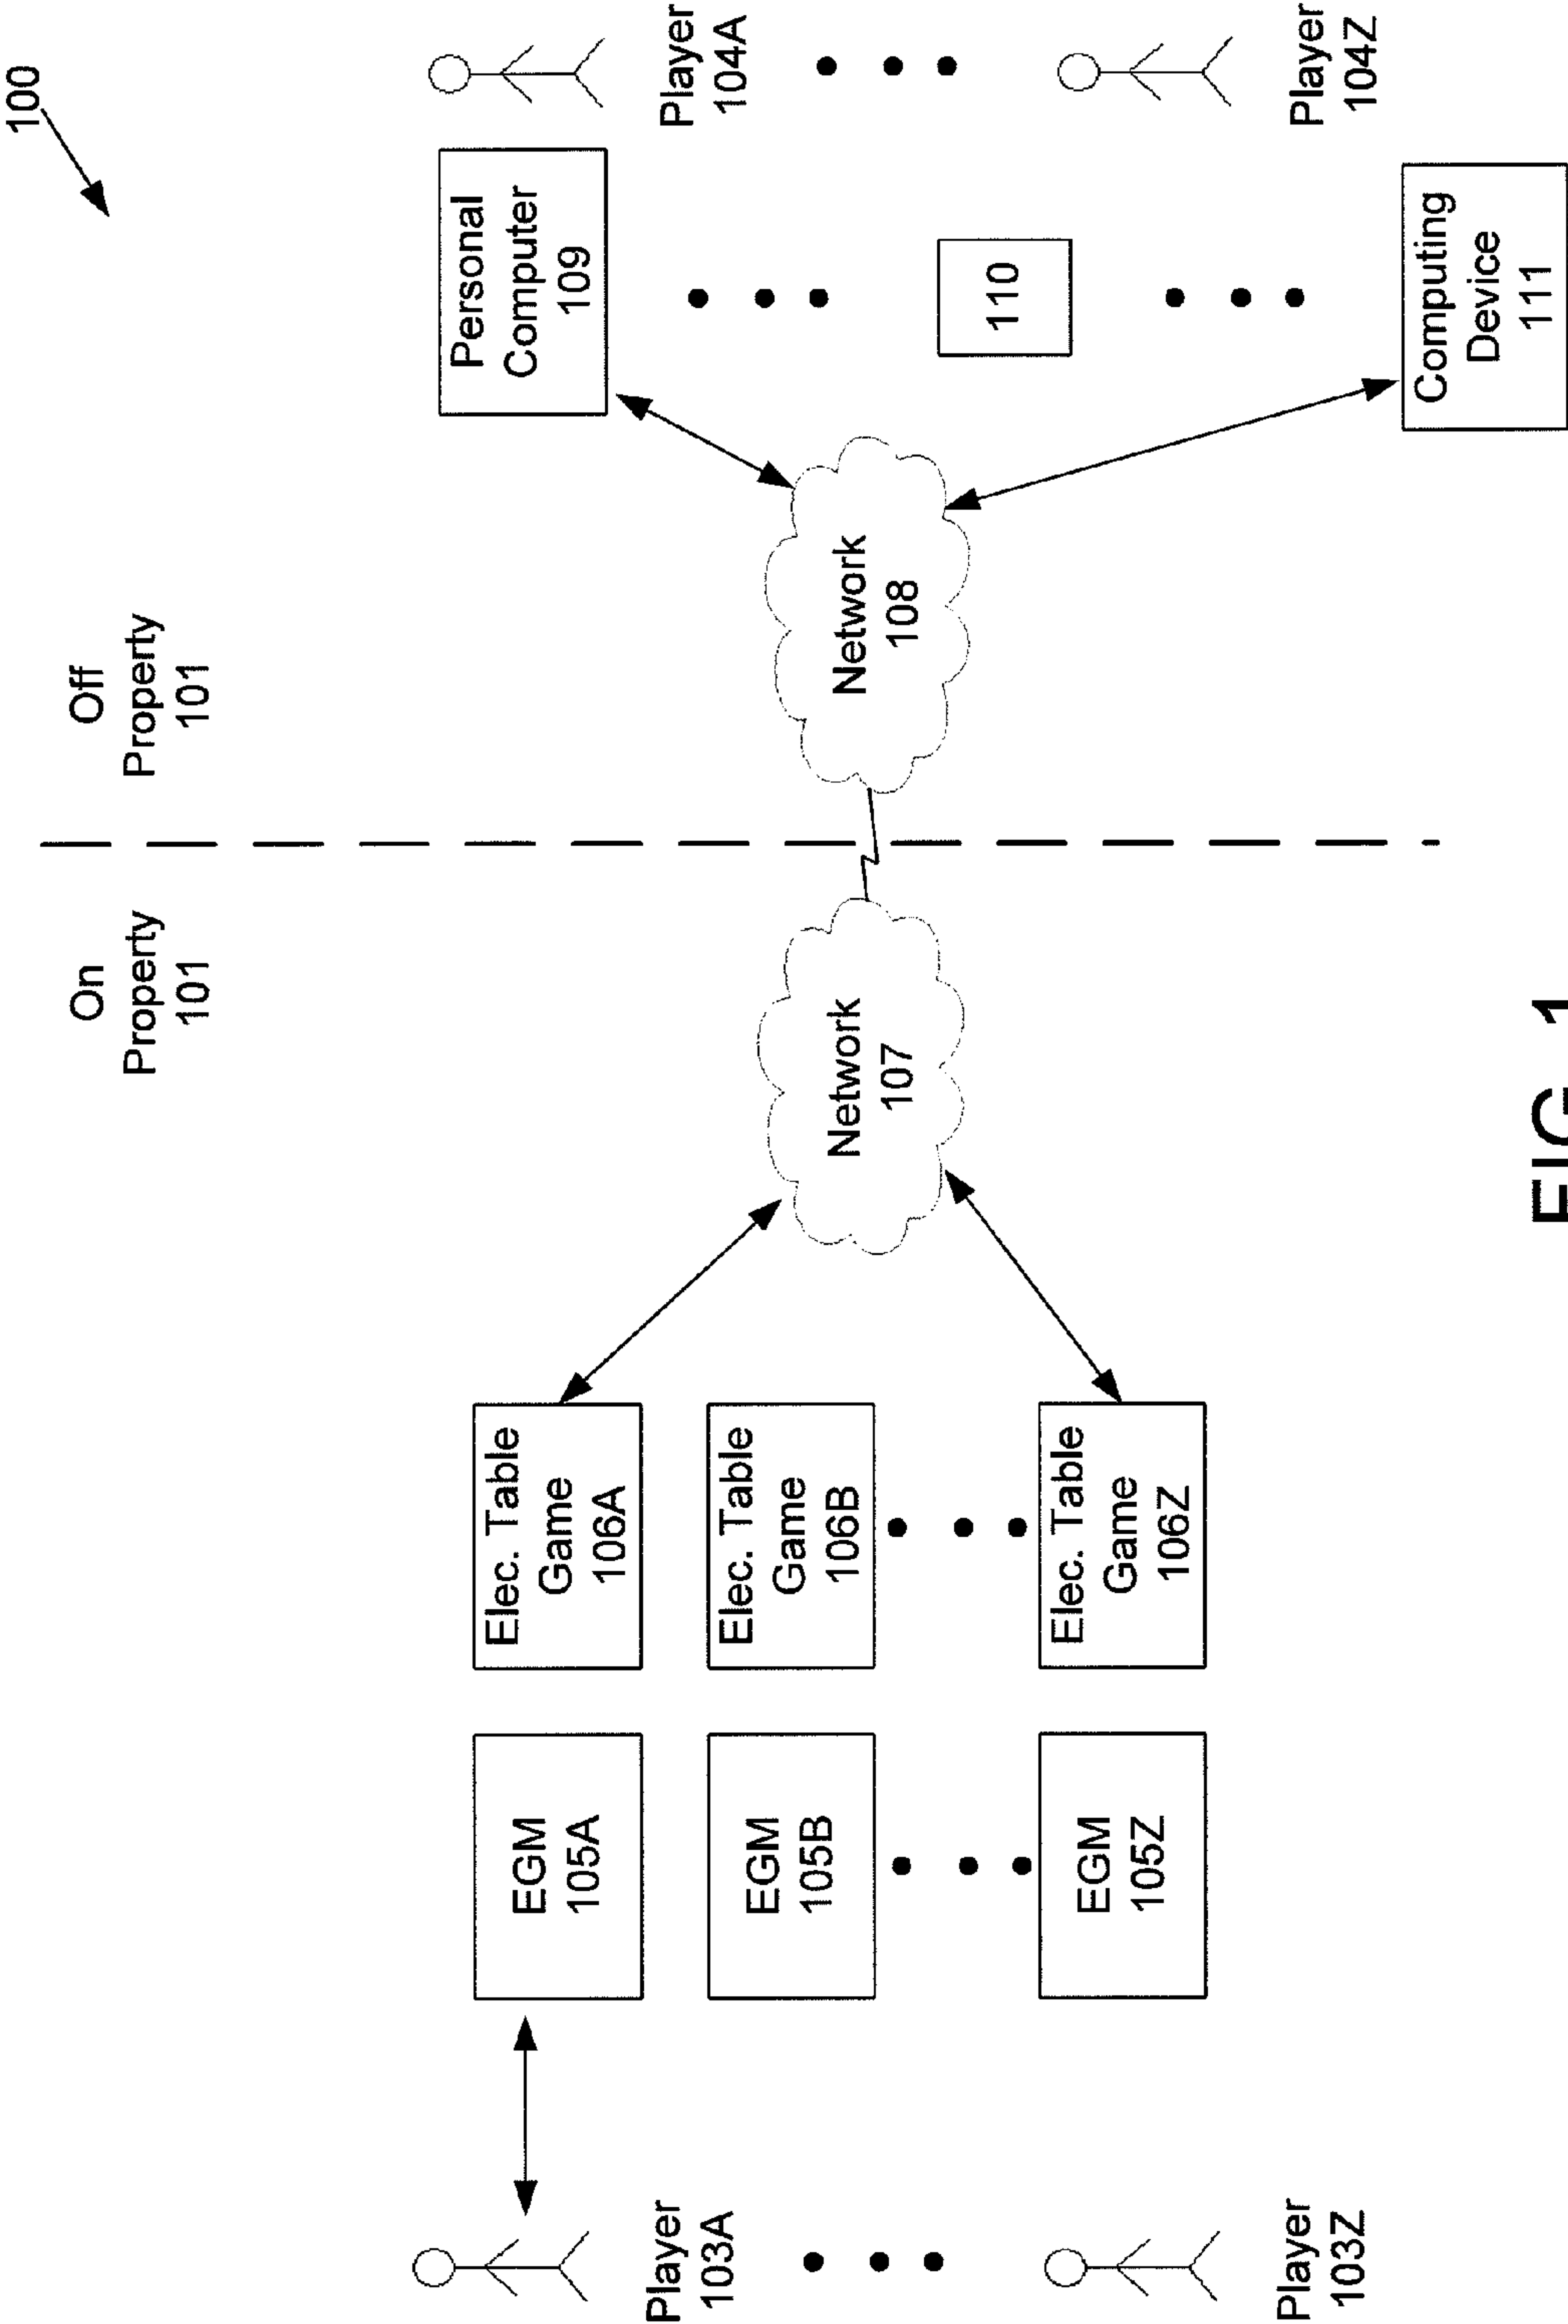 100
On
Property
101
Off
Property
101
Player
103A
Player
103Z
EGM
105A
EGM
105B
EGM
105Z
Elec. Table
Game
106A
Elec. Table
Game
106B
Elec. Table
Game
106Z
Network
107
Network
108
Personal
Computer
109
110
Computing
Device
111
Player
104A
Player
104Z
FIG. 1